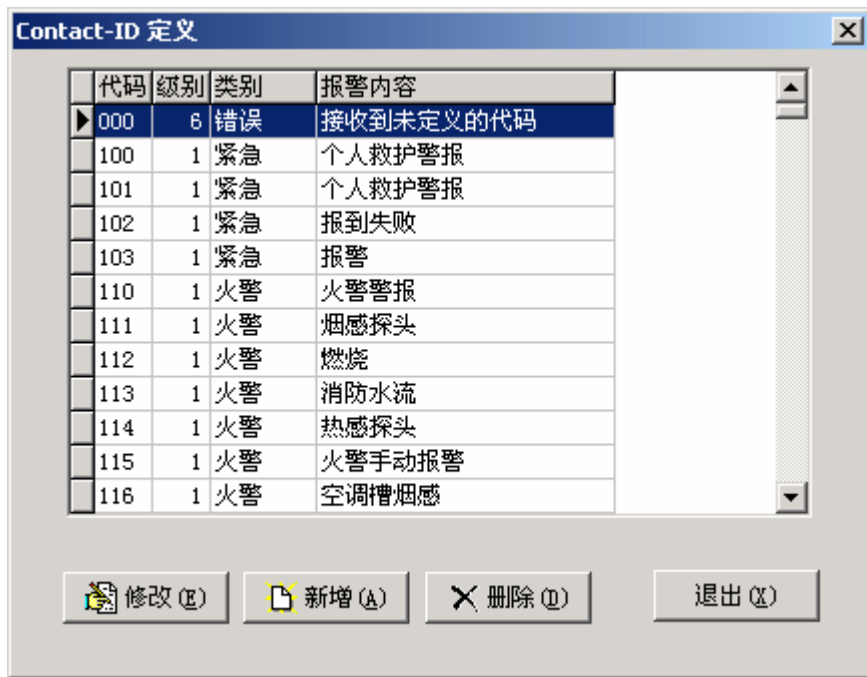 Contact-ID 定义
代码 级别 类别 报警内容
000 6 错误 接收到未定义的代码
100 1 紧急 个人救护警报
101 1 紧急 个人救护警报
102 1 紧急 报到失败
103 1 紧急 报警
110 1 火警 火警警报
111 1 火警 烟感探头
112 1 火警 燃烧
113 1 火警 消防水流
114 1 火警 热感探头
115 1 火警 火警手动报警
116 1 火警 空调槽烟感
修改(E) 新增(A) 删除(D) 退出(X)